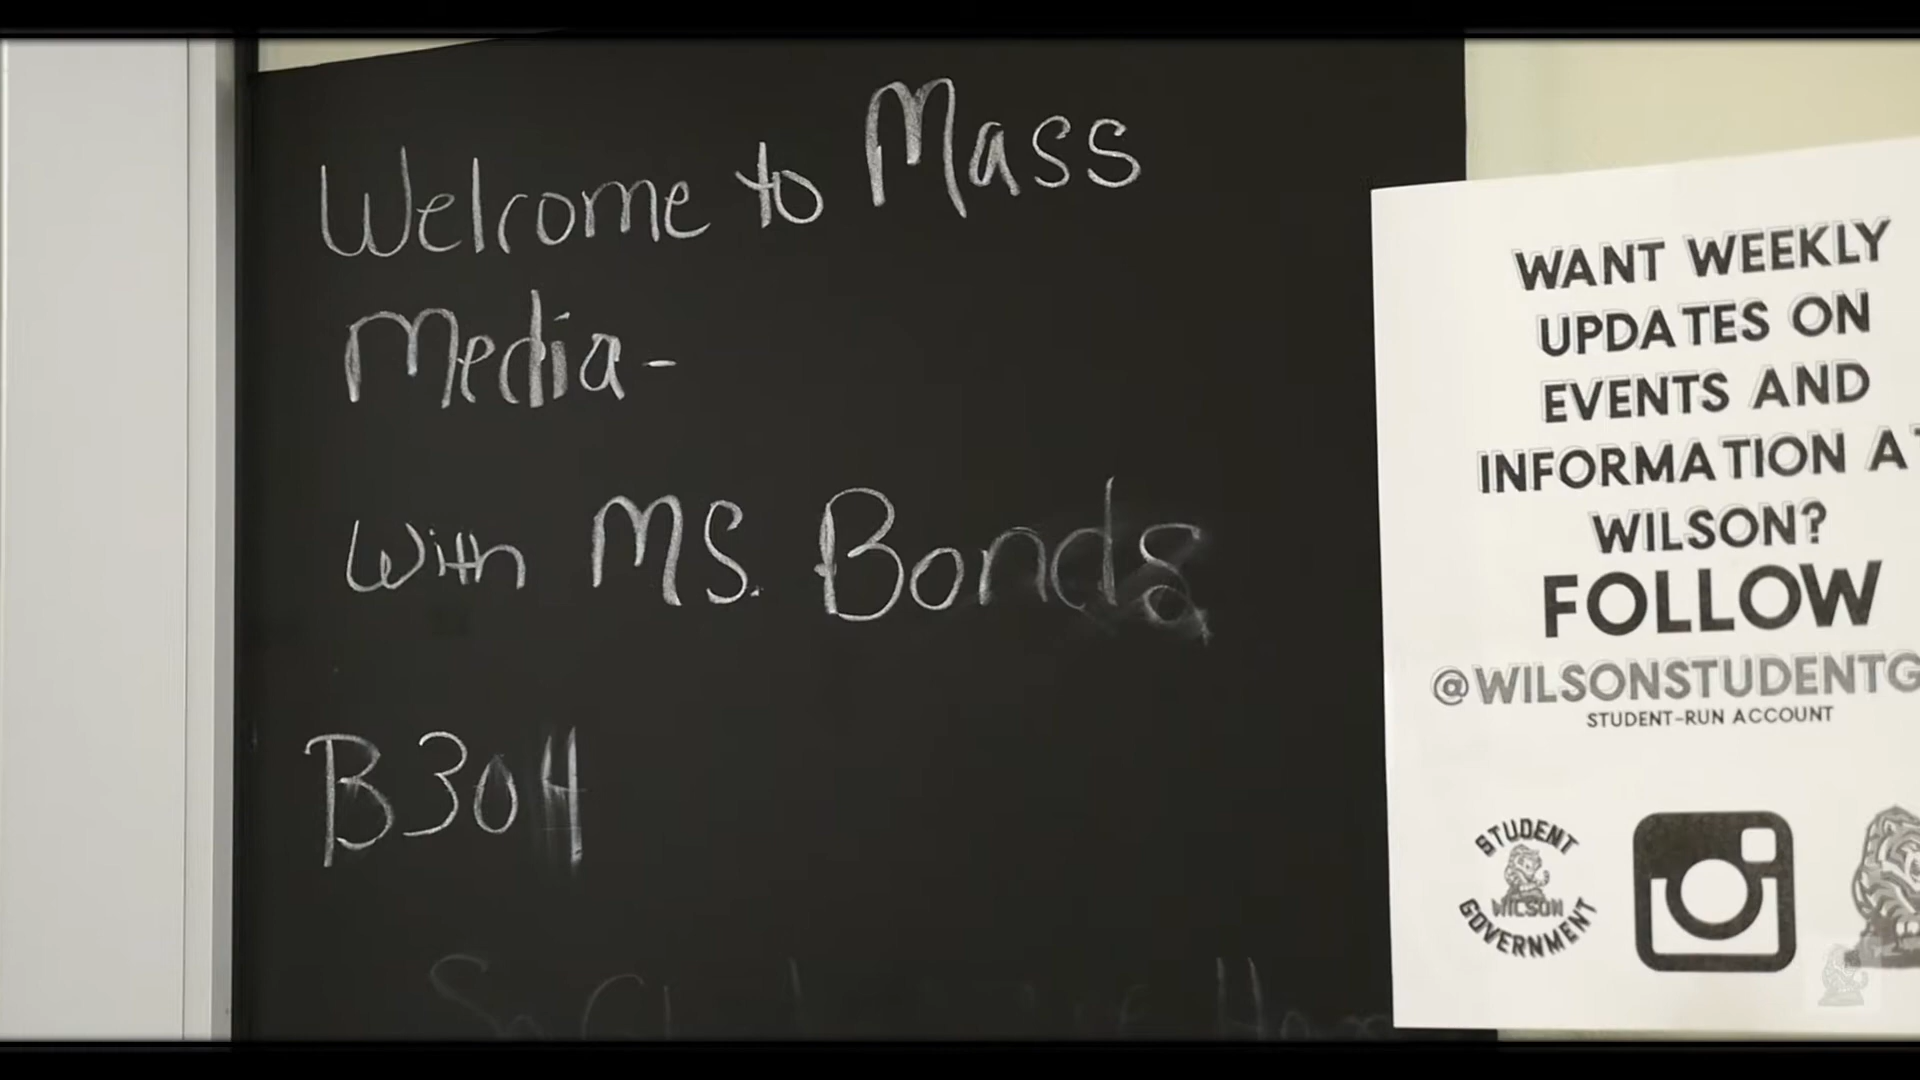 Welcome to Mass
Media-
With MS. Bonds
B304
WANT WEEKLY
UPDATES ON
EVENTS AND
INFORMATION AT
WILSON?
FOLLOW
@WILSONSTUDENTG
STUDENT-RUN ACCOUNT
STUDENT
WILSON
GOVERNMENT